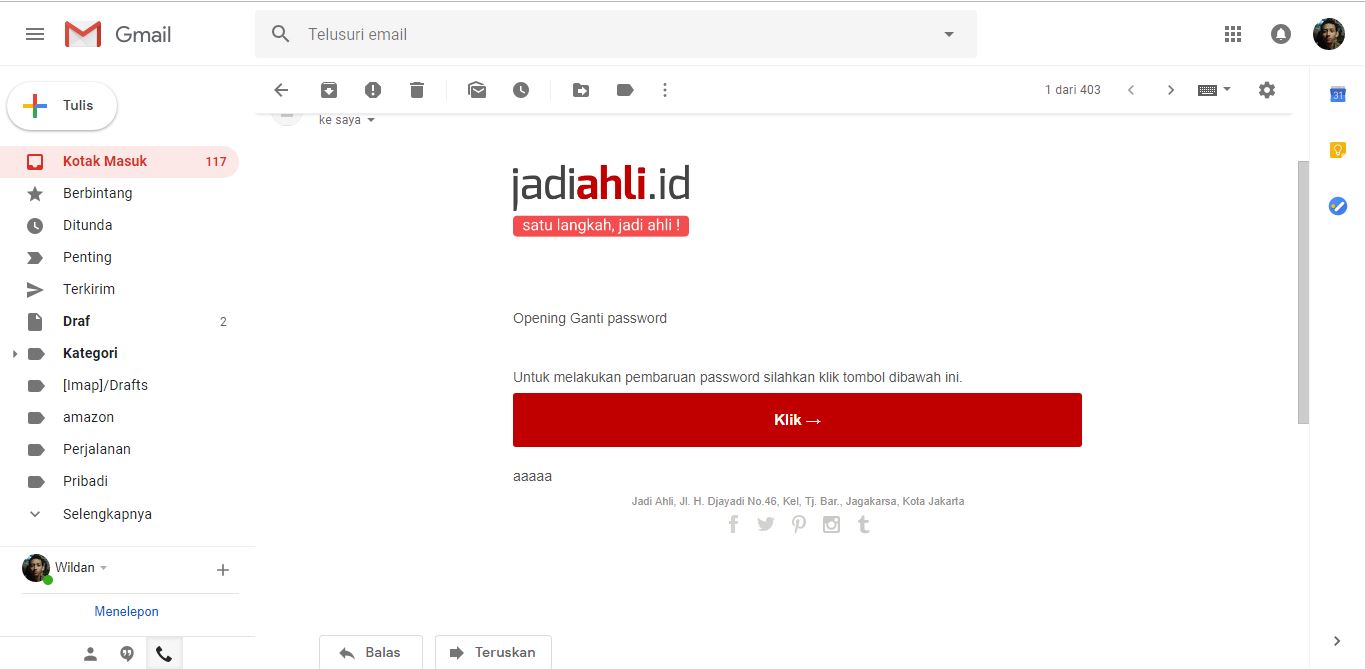 Gmail
Telusuri email
Tulis
1 dari 403
31
ke saya
Kotak Masuk 117
Berbintang
Ditunda
Penting
Terkirim
Draf 2
Kategori
[Imap]/Drafts
amazon
Perjalanan
Pribadi
Selengkapnya
Wildan
Menelepon
jadiahli.id
satu langkah, jadi ahli !
Opening Ganti password
Untuk melakukan pembaruan password silahkan klik tombol dibawah ini.
Klik →
aaaaa
Jadi Ahli, Jl. H. Djayadi No.46, Kel, Tj. Bar., Jagakarsa, Kota Jakarta
Balas
Teruskan